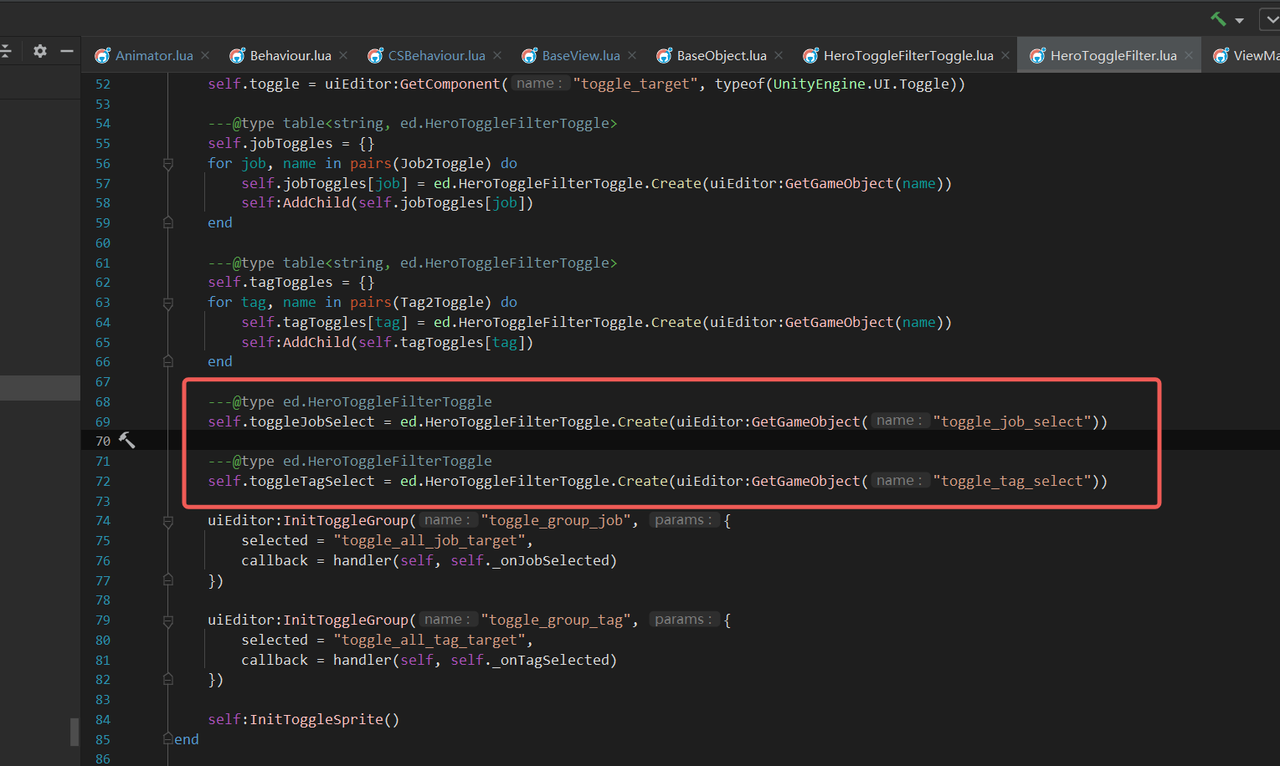 Animator.lua Behaviour.lua CSBehaviour.lua BaseView.lua BaseObject.lua HeroToggleFilterToggle.lua HeroToggleFilter.lua ViewMa
52 self.toggle = uiEditor:GetComponent( name: "toggle_target", typeof(UnityEngine.UI.Toggle))
53
54 ---@type table<string, ed.HeroToggleFilterToggle>
55 self.jobToggles = {}
56 for job, name in pairs(Job2Toggle) do
57 self.jobToggles[job] = ed.HeroToggleFilterToggle.Create(uiEditor:GetGameObject(name))
58 self:AddChild(self.jobToggles[job])
59 end
60
61 ---@type table<string, ed.HeroToggleFilterToggle>
62 self.tagToggles = {}
63 for tag, name in pairs(Tag2Toggle) do
64 self.tagToggles[tag] = ed.HeroToggleFilterToggle.Create(uiEditor:GetGameObject(name))
65 self:AddChild(self.tagToggles[tag])
66 end
67
68 ---@type ed.HeroToggleFilterToggle
69 self.toggleJobSelect = ed.HeroToggleFilterToggle.Create(uiEditor:GetGameObject( name: "toggle_job_select"))
70
71 ---@type ed.HeroToggleFilterToggle
72 self.toggleTagSelect = ed.HeroToggleFilterToggle.Create(uiEditor:GetGameObject( name: "toggle_tag_select"))
73
74 uiEditor:InitToggleGroup( name: "toggle_group_job", params: {
75 selected = "toggle_all_job_target",
76 callback = handler(self, self._onJobSelected)
77 })
78
79 uiEditor:InitToggleGroup( name: "toggle_group_tag", params: {
80 selected = "toggle_all_tag_target",
81 callback = handler(self, self._onTagSelected)
82 })
83
84 self:InitToggleSprite()
85 end
86